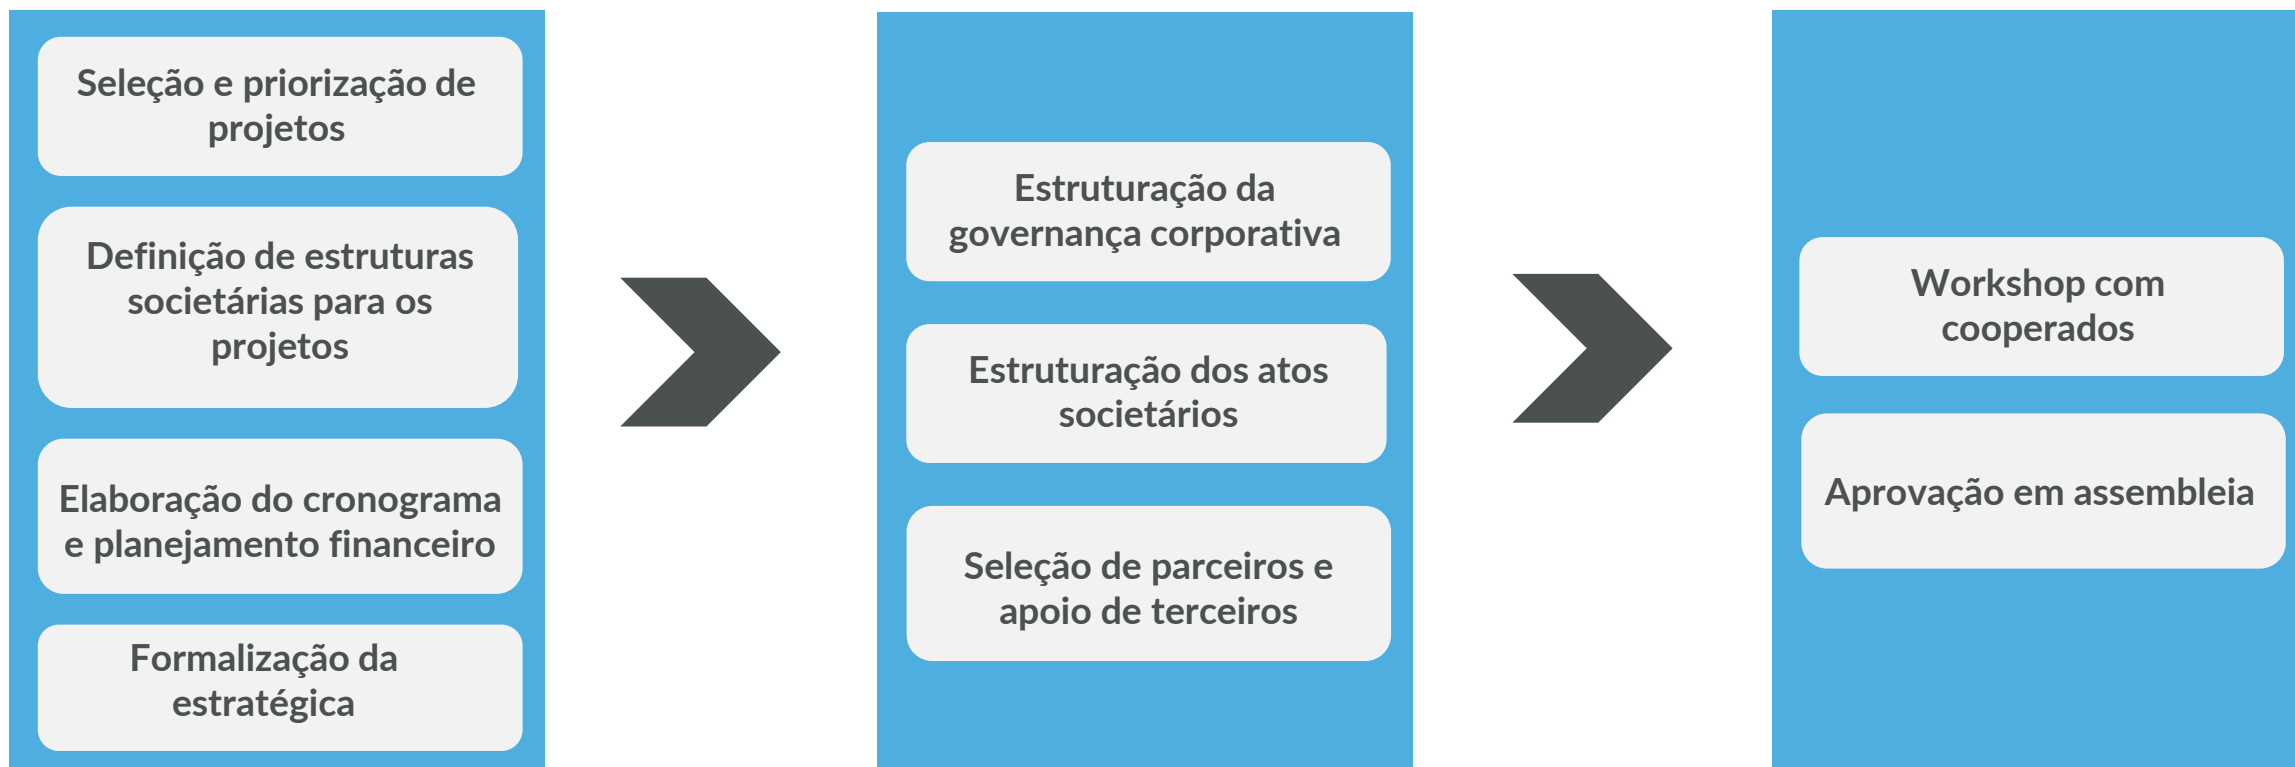 Seleção e priorização de
projetos
Definição de estruturas
societárias para os
projetos
Elaboração do cronograma
e planejamento financeiro
Formalização da
estratégica
Estruturação da
governança corporativa
Estruturação dos atos
societários
Seleção de parceiros e
apoio de terceiros
Workshop com
cooperados
Aprovação em assembleia